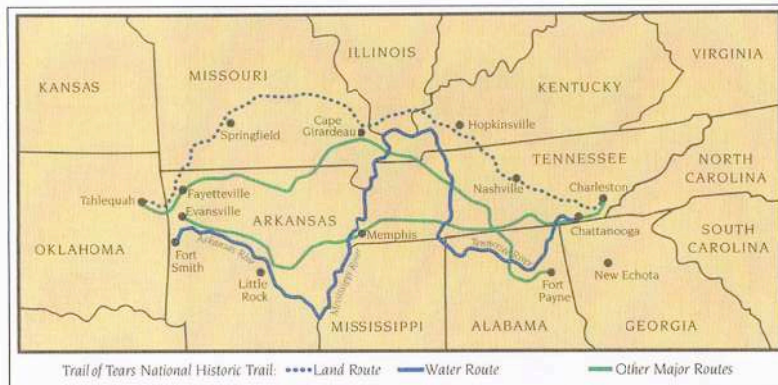 VIRGINIA
ILLINOIS
MISSOURI
KENTUCKY
KANSAS
Cape
Girardeau
Hopkinsville
Springfield
TENNESSEE
NORTH
CAROLINA
Nashville
Charleston
Tahlequah
Fayetteville
Evansville
ARKANSAS
Memphis
Chattanooga
SOUTH
CAROLINA
OKLAHOMA
Arkansas River
Tennessee River
Fort
Smith
Little
Rock
Mississippi River
Fort
Payne
New Echota
MISSISSIPPI
ALABAMA
GEORGIA
Trail of Tears National Historic Trail: Land Route Water Route Other Major Routes